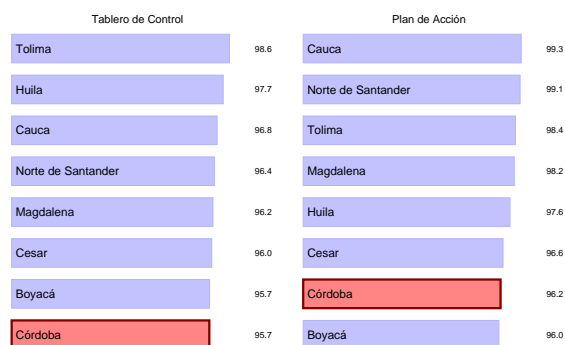 Tablero de Control
Tolima 98.6
Huila 97.7
Cauca 96.8
Norte de Santander 96.4
Magdalena 96.2
Cesar 96.0
Boyacá 95.7
Córdoba 95.7
Plan de Acción
Cauca 99.3
Norte de Santander 99.1
Tolima 98.4
Magdalena 98.2
Huila 97.6
Cesar 96.6
Córdoba 96.2
Boyacá 96.0